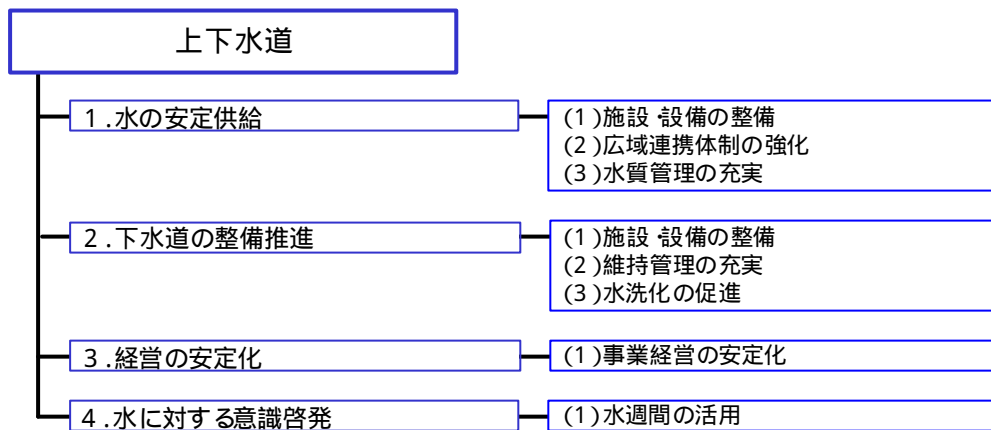 上下水道
1.水の安定供給
(1)施設・設備の整備
(2)広域連携体制の強化
(3)水質管理の充実
2.下水道の整備推進
(1)施設・設備の整備
(2)維持管理の充実
(3)水洗化の促進
3.経営の安定化
(1)事業経営の安定化
4.水に対する意識啓発
(1)水週間の活用